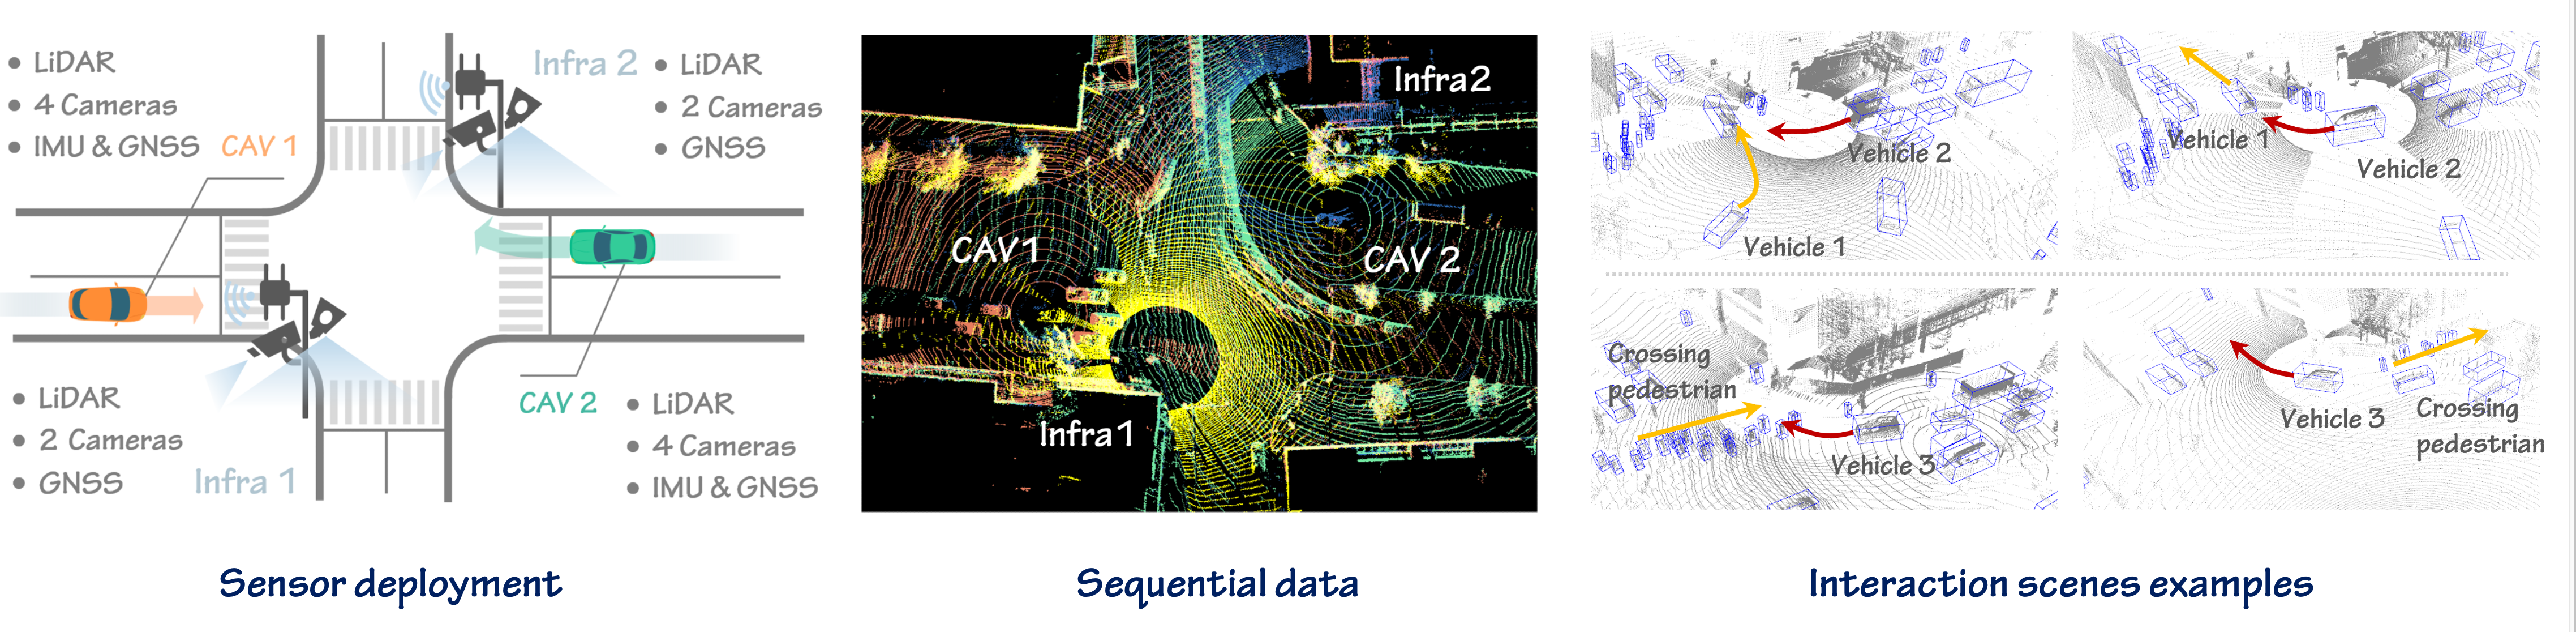 • LiDAR
• 4 Cameras
• IMU & GNSS
CAV 1
Infra 2
• LiDAR
• 2 Cameras
• GNSS
• LiDAR
• 2 Cameras
• GNSS
Infra 1
CAV 2
• LiDAR
• 4 Cameras
• IMU & GNSS
Sensor deployment
Infra2
CAV1
CAV 2
Infra1
Sequential data
Vehicle 2
Vehicle 1
Vehicle 1
Vehicle 2
Crossing
pedestrian
Vehicle 3
Vehicle 3
Crossing
pedestrian
Interaction scenes examples